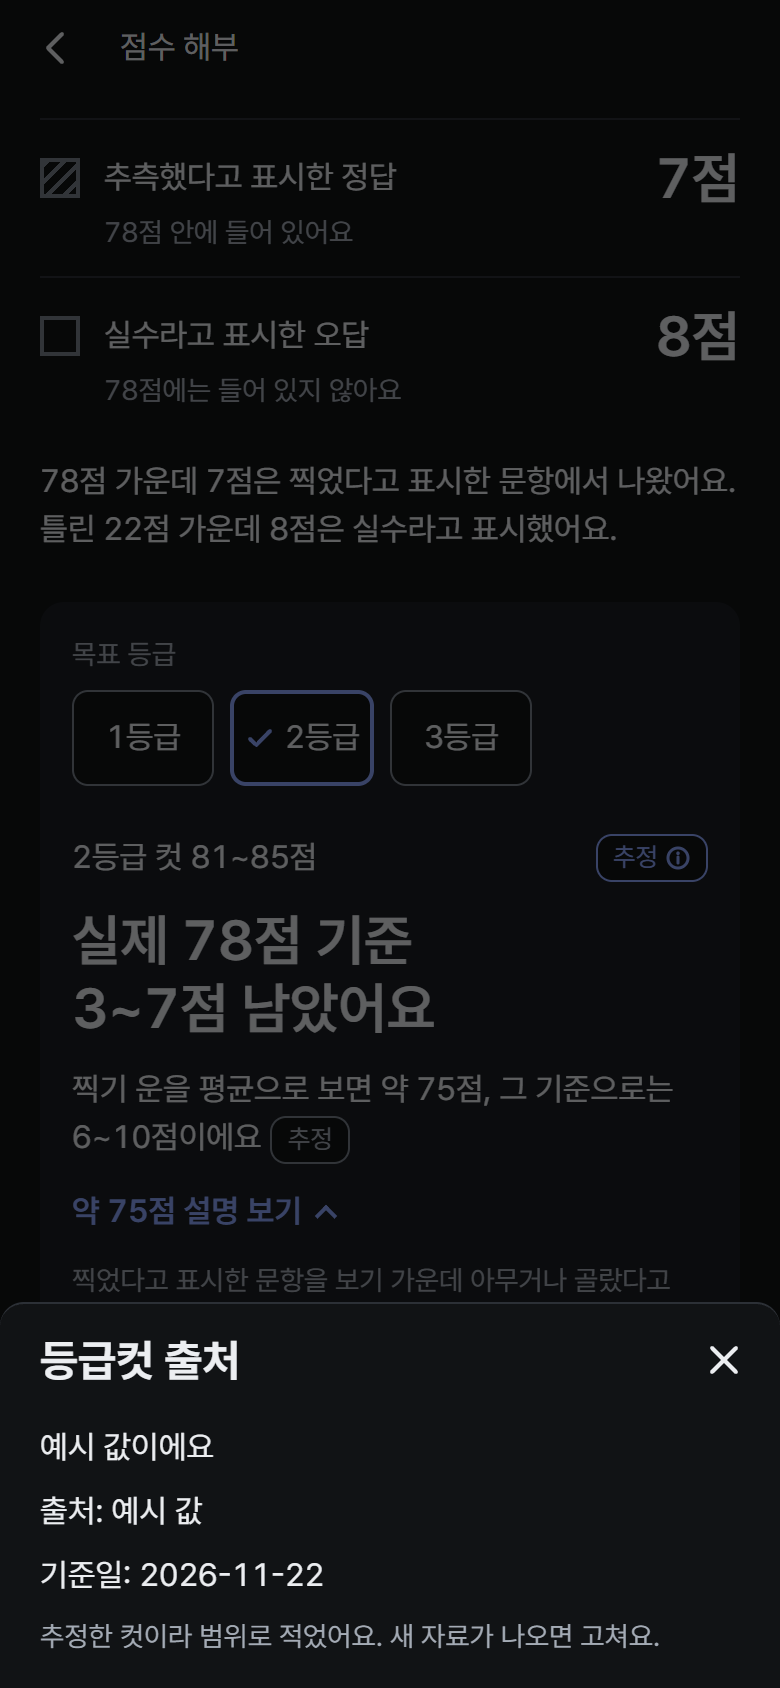 점수 해부
추측했다고 표시한 정답
7점
78점 안에 들어 있어요
실수라고 표시한 오답
8점
78점에는 들어 있지 않아요
78점 가운데 7점은 찍었다고 표시한 문항에서 나왔어요.
틀린 22점 가운데 8점은 실수라고 표시했어요.
목표 등급
1등급
2등급
3등급
2등급 컷 81~85점
추정
실제 78점 기준
3~7점 남았어요
찍기 운을 평균으로 보면 약 75점, 그 기준으로는
6~10점이에요 추정
약 75점 설명 보기
찍었다고 표시한 문항을 보기 가운데 아무거나 골랐다고
등급컷 출처
예시 값이에요
출처: 예시 값
기준일: 2026-11-22
추정한 컷이라 범위로 적었어요. 새 자료가 나오면 고쳐요.